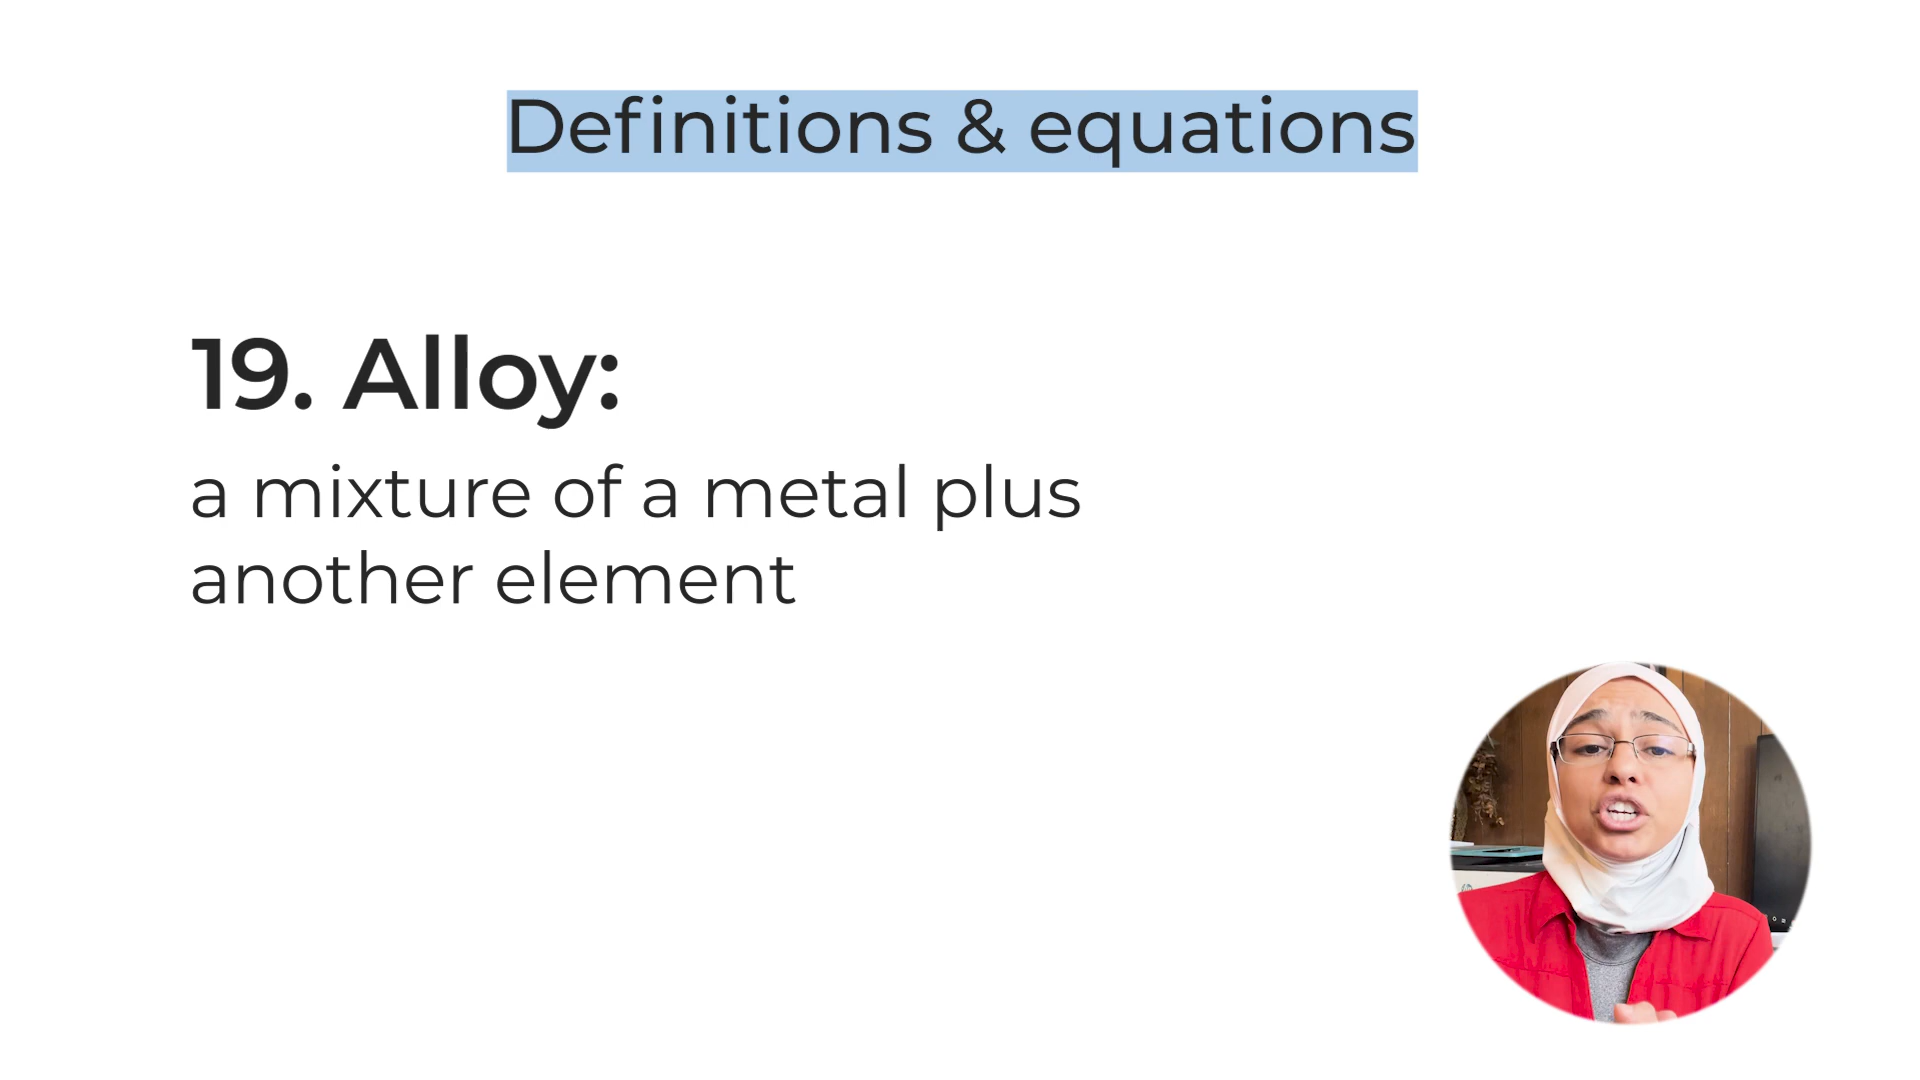 Definitions & equations
19. Alloy:
a mixture of a metal plus
another element